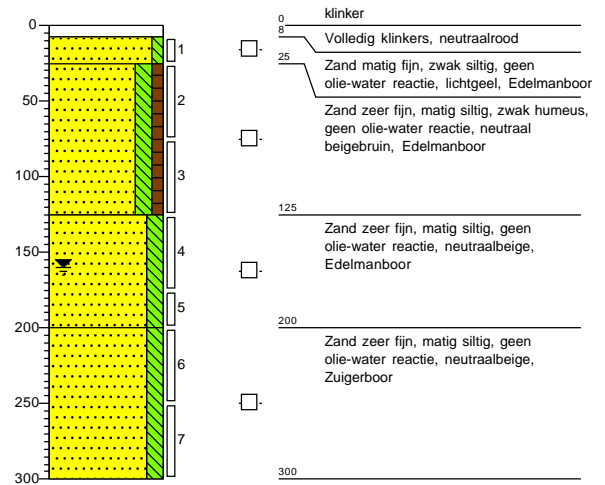 klinker
0
0
8
Volledig klinkers, neutraalrood
1
25
Zand matig fijn, zwak siltig, geen
olie-water reactie, lichtgeel, Edelmanboor
2
50
Zand zeer fijn, matig siltig, zwak humeus,
geen olie-water reactie, neutraal
beigebruin, Edelmanboor
3
100
125
Zand zeer fijn, matig siltig, geen
olie-water reactie, neutraalbeige,
Edelmanboor
4
150
5
200
200
Zand zeer fijn, matig siltig, geen
olie-water reactie, neutraalbeige,
Zuigerboor
6
250
7
300
300